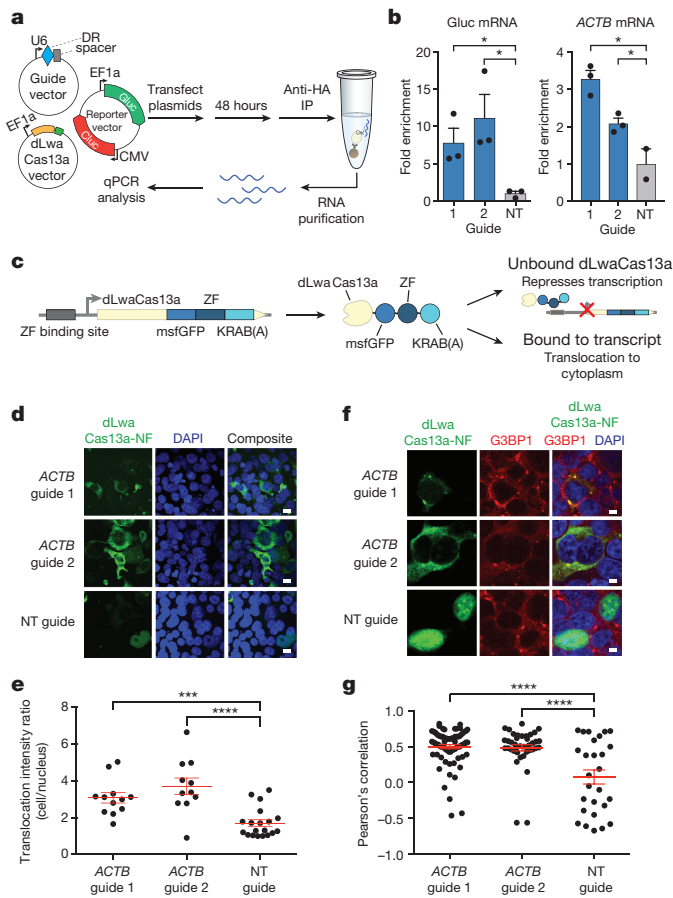 a
U6
DR
spacer
Guide
vector
EF1a
Gluc
Reporter
vector
Cluc
CMV
EF1a
dLwa
Cas13a
vector
Transfect
plasmids
48 hours
Anti-HA
IP
RNA
purification
qPCR
analysis
b
Gluc mRNA
Fold enrichment
20
15
10
5
0
*
*
1 2 NT
Guide
ACTB mRNA
Fold enrichment
4
3
2
1
0
*
*
1 2 NT
Guide
c
dLwaCas13a
ZF
ZF binding site
msfGFP
KRAB(A)
dLwa Cas13a
ZF
msfGFP
KRAB(A)
Unbound dLwaCas13a
Represses transcription
Bound to transcript
Translocation to
cytoplasm
d
dLwa
Cas13a-NF
DAPI
Composite
ACTB
guide 1
ACTB
guide 2
NT guide
e
Translocation intensity ratio
(cell/nucleus)
8
6
4
2
0
***
****
ACTB
guide 1
ACTB
guide 2
NT
guide
f
dLwa
Cas13a-NF
G3BP1
dLwa
Cas13a-NF
G3BP1 DAPI
ACTB
guide 1
ACTB
guide 2
NT guide
g
Pearson's correlation
1.0
0.5
0.0
−0.5
−1.0
****
****
ACTB
guide 1
ACTB
guide 2
NT
guide